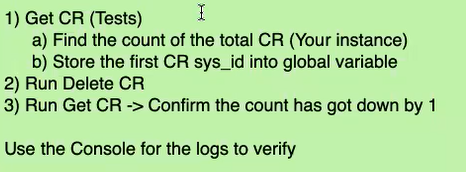 1) Get CR (Tests)
a) Find the count of the total CR (Your instance)
b) Store the first CR sys_id into global variable
2) Run Delete CR
3) Run Get CR -> Confirm the count has got down by 1
Use the Console for the logs to verify